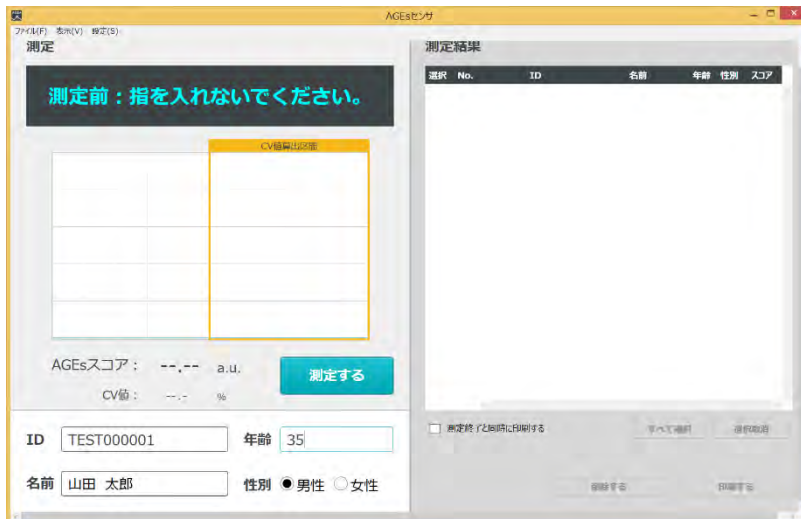 AGEsセンサ
ファイル(F) 表示(V) 設定(S)
測定
測定前：指を入れないでください。
CV値算出区間
AGEsスコア： --.-- a.u.
測定する
CV値： --.- %
ID TEST000001
年齢 35
名前 山田 太郎
性別 男性 女性
測定結果
選択 No. ID 名前 年齢 性別 スコア
測定終了と同時に印刷する
すべて選択 選択取消
削除する 印刷する